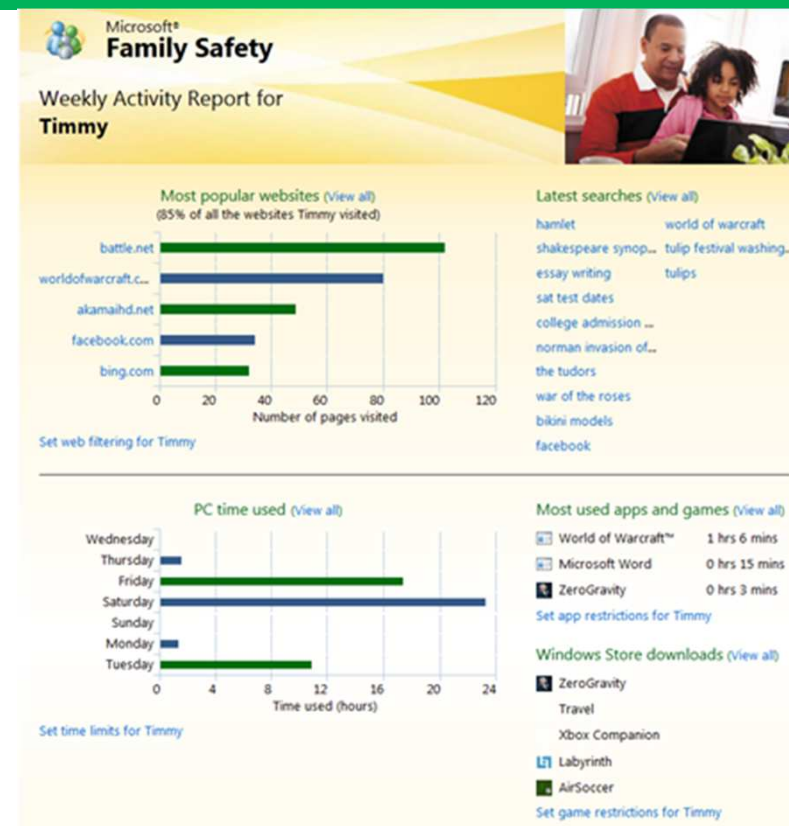 Microsoft®
Family Safety
Weekly Activity Report for
Timmy
Most popular websites (View all)
(85% of all the websites Timmy visited)
battle.net
worldofwarcraft.c...
akamaihd.net
facebook.com
bing.com
0 20 40 60 80 100 120
Number of pages visited
Set web filtering for Timmy
Latest searches (View all)
hamlet
shakespeare synop...
essay writing
sat test dates
college admission ...
norman invasion of...
the tudors
war of the roses
bikini models
facebook
world of warcraft
tulip festival washing...
tulips
PC time used (View all)
Wednesday
Thursday
Friday
Saturday
Sunday
Monday
Tuesday
0 4 8 12 16 20 24
Time used (hours)
Set time limits for Timmy
Most used apps and games (View all)
World of Warcraft™ 1 hrs 6 mins
Microsoft Word 0 hrs 15 mins
ZeroGravity 0 hrs 3 mins
Set app restrictions for Timmy
Windows Store downloads (View all)
ZeroGravity
Travel
Xbox Companion
Labyrinth
AirSoccer
Set game restrictions for Timmy